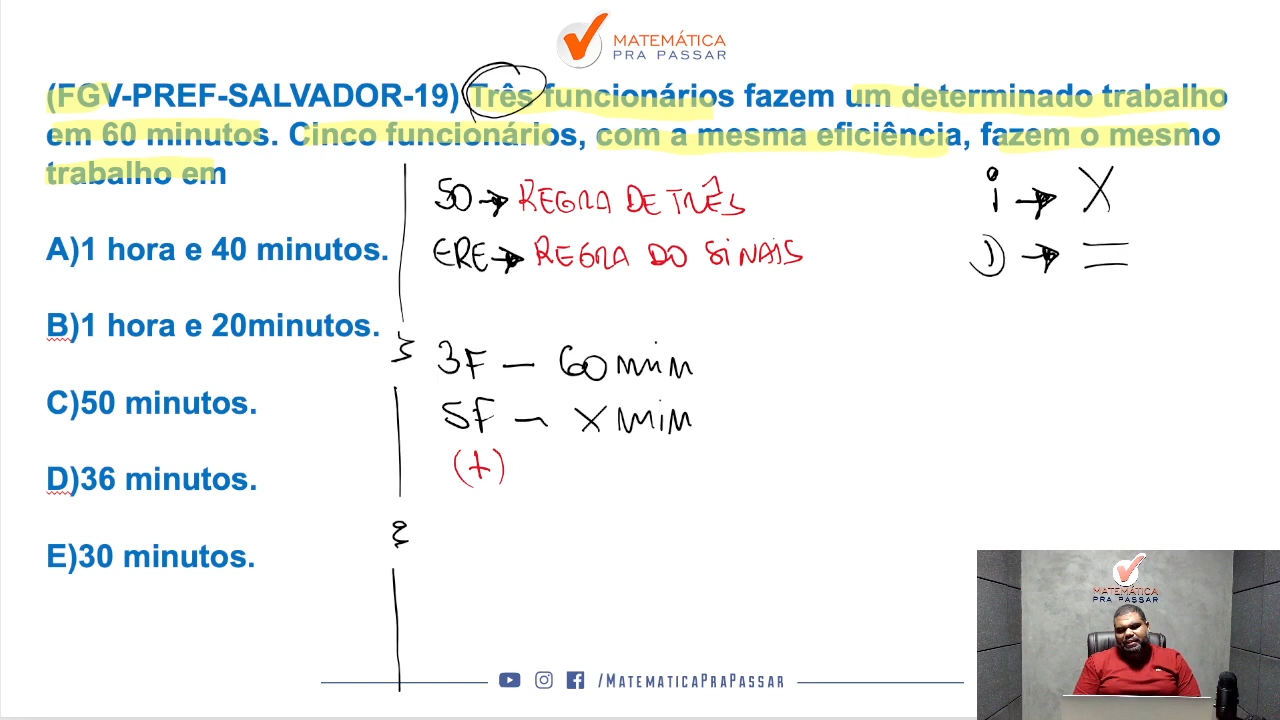 MATEMÁTICA
PRA PASSAR
(FGV-PREF-SALVADOR-19) Três funcionários fazem um determinado trabalho
em 60 minutos. Cinco funcionários, com a mesma eficiência, fazem o mesmo
trabalho em
SO → REGRA DE TRÊS
ERE → REGRA DO SINAIS
i → X
D → =
A)1 hora e 40 minutos.
B)1 hora e 20minutos.
C)50 minutos.
D)36 minutos.
E)30 minutos.
3F — 60 min
5F — X min
(+)
MATEMÁTICA
PRA PASSAR
/MATEMATICAPRAPASSAR